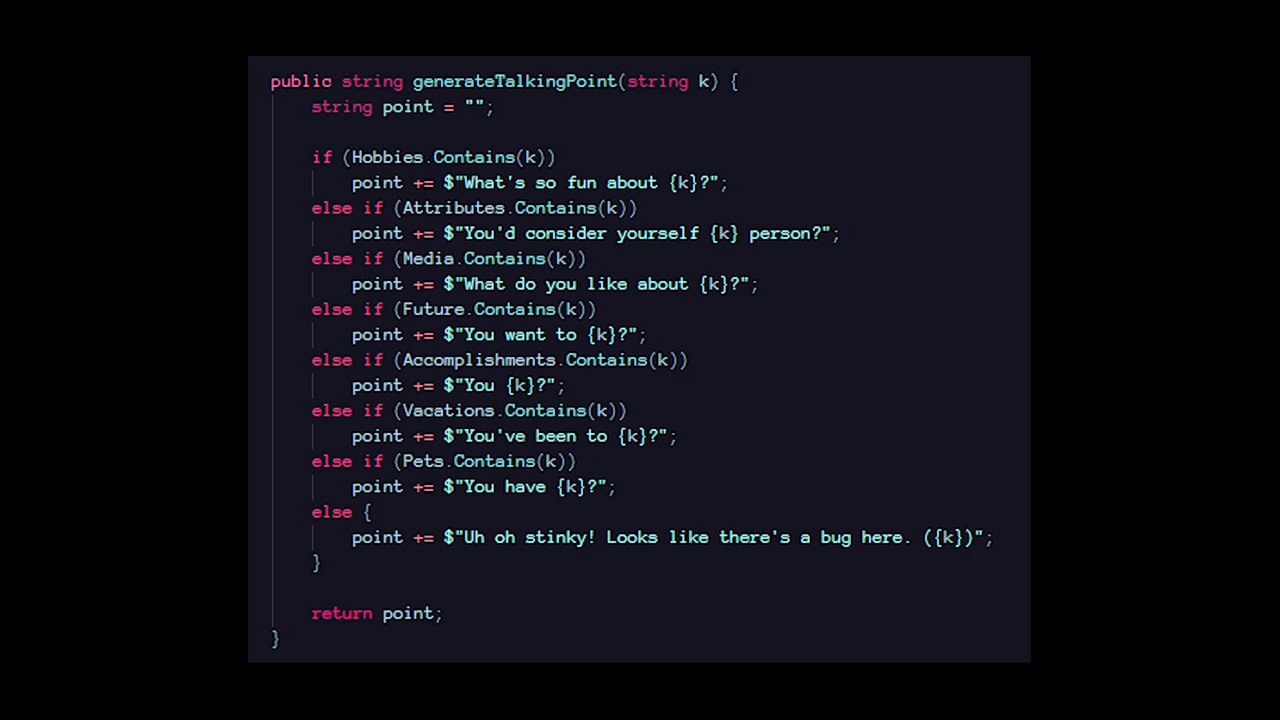 public string generateTalkingPoint(string k) {
string point = "";
if (Hobbies.Contains(k))
point += $"What's so fun about {k}?";
else if (Attributes.Contains(k))
point += $"You'd consider yourself {k} person?";
else if (Media.Contains(k))
point += $"What do you like about {k}?";
else if (Future.Contains(k))
point += $"You want to {k}?";
else if (Accomplishments.Contains(k))
point += $"You {k}?";
else if (Vacations.Contains(k))
point += $"You've been to {k}?";
else if (Pets.Contains(k))
point += $"You have {k}?";
else {
point += $"Uh oh stinky! Looks like there's a bug here. ({k})";
}
return point;
}